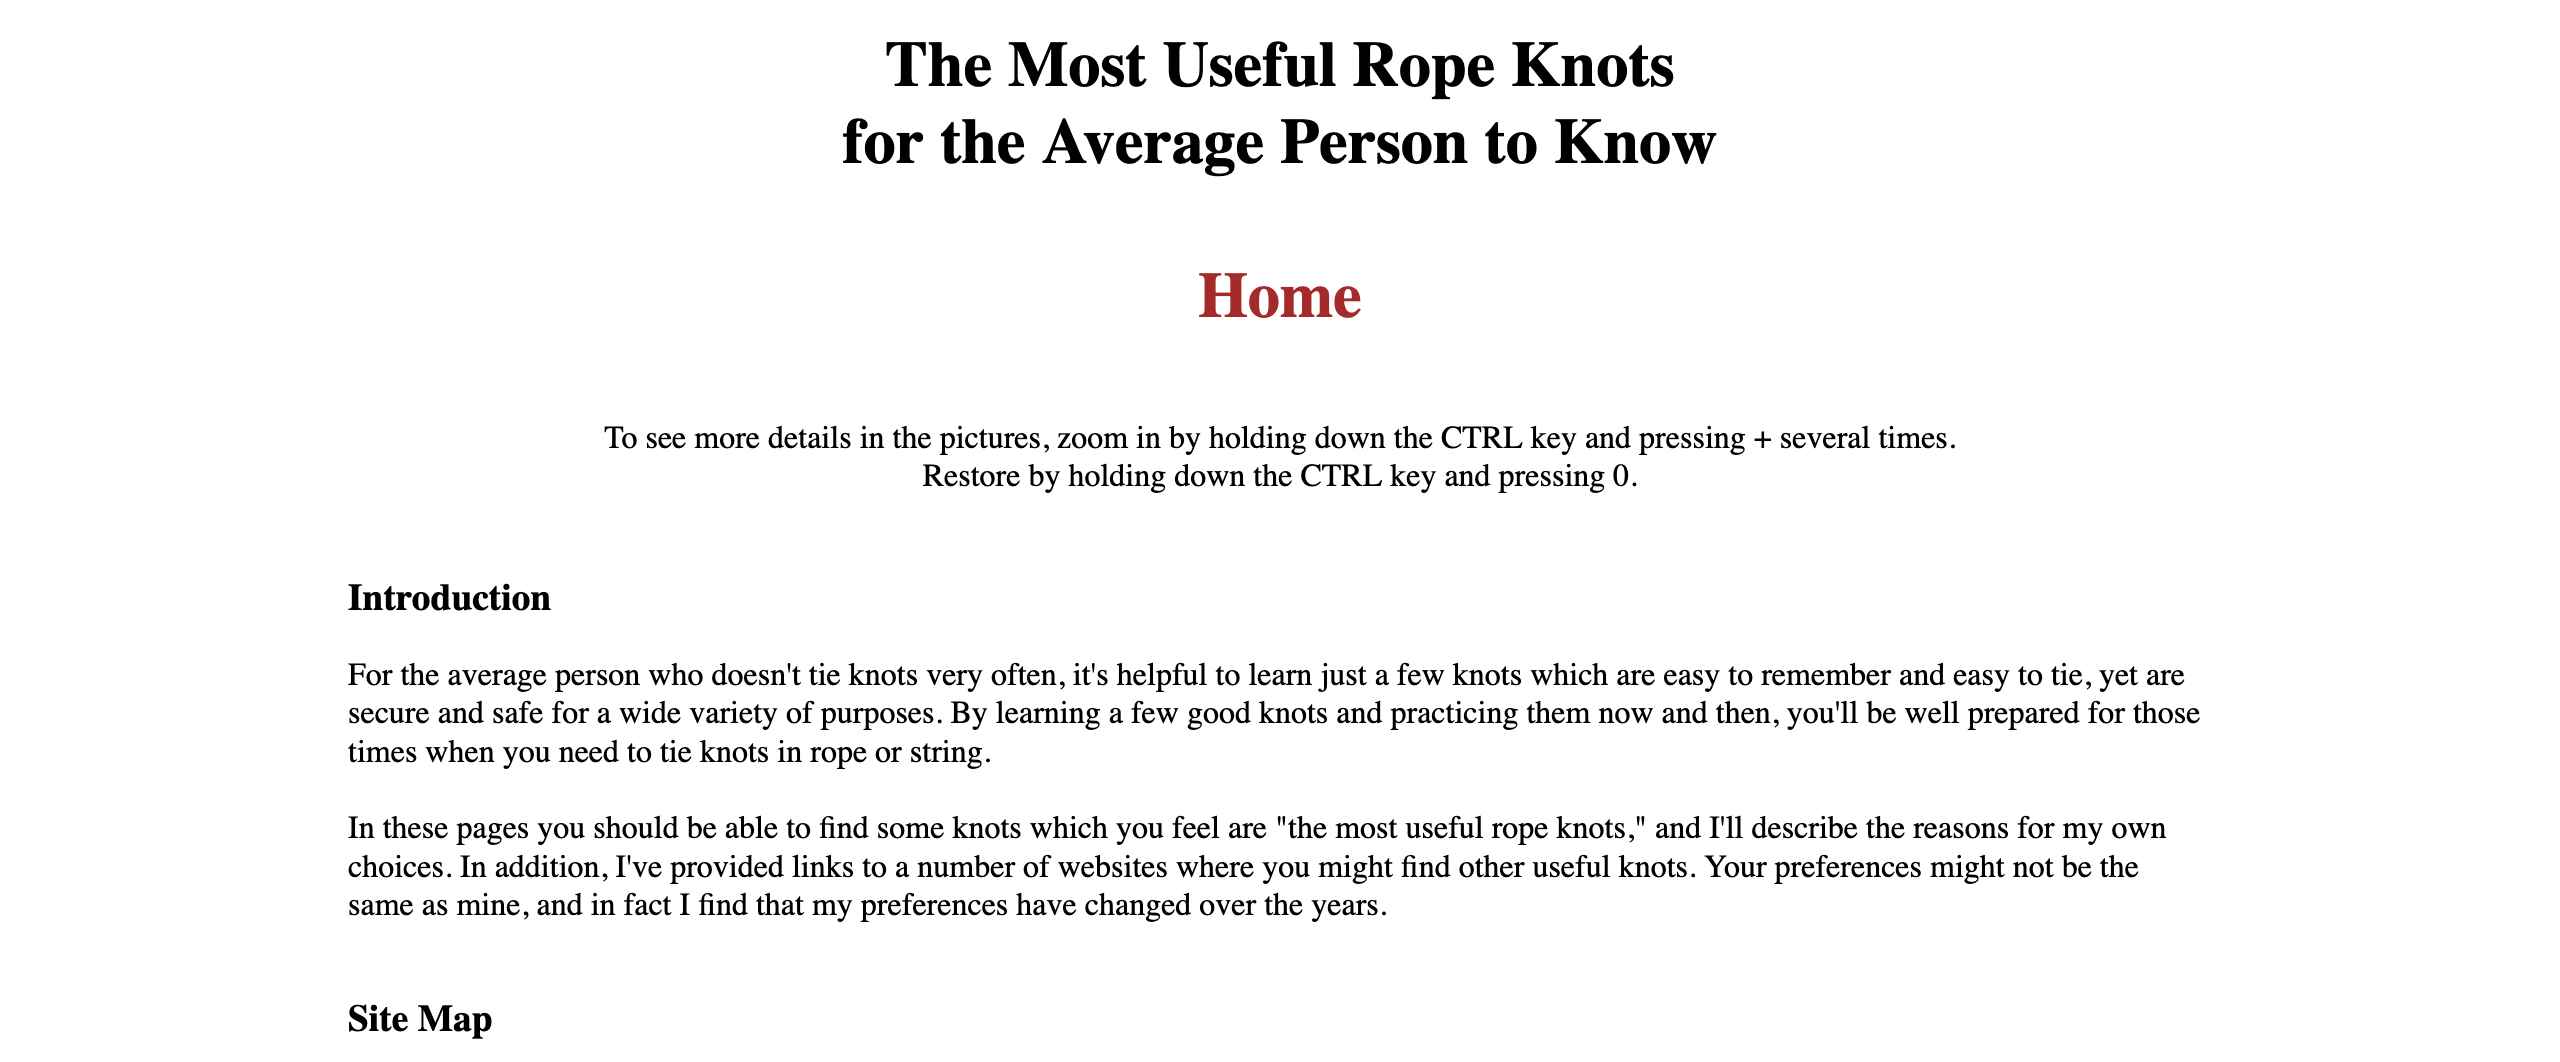 The Most Useful Rope Knots
for the Average Person to Know
Home
To see more details in the pictures, zoom in by holding down the CTRL key and pressing + several times.
Restore by holding down the CTRL key and pressing 0.
Introduction
For the average person who doesn't tie knots very often, it's helpful to learn just a few knots which are easy to remember and easy to tie, yet are
secure and safe for a wide variety of purposes. By learning a few good knots and practicing them now and then, you'll be well prepared for those
times when you need to tie knots in rope or string.
In these pages you should be able to find some knots which you feel are "the most useful rope knots," and I'll describe the reasons for my own
choices. In addition, I've provided links to a number of websites where you might find other useful knots. Your preferences might not be the
same as mine, and in fact I find that my preferences have changed over the years.
Site Map